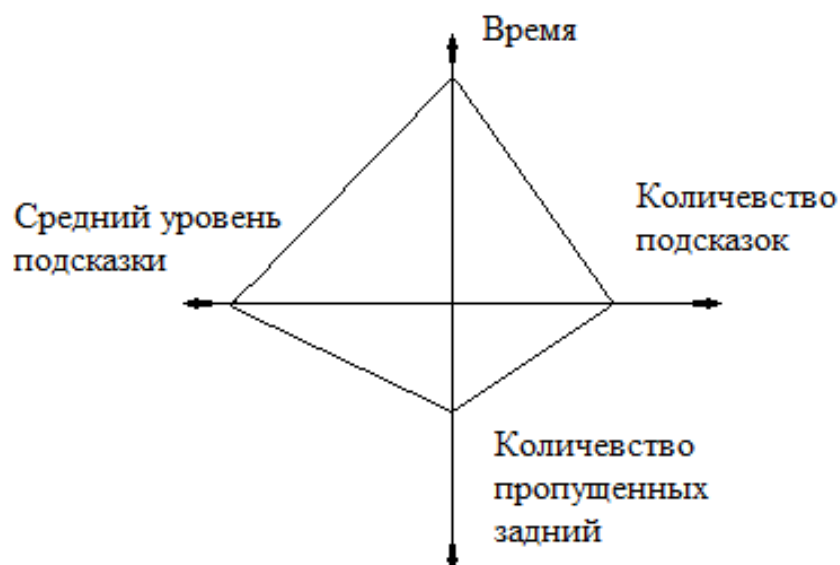 Время
Количевство
подсказок
Средний уровень
подсказки
Количевство
пропущенных
задний